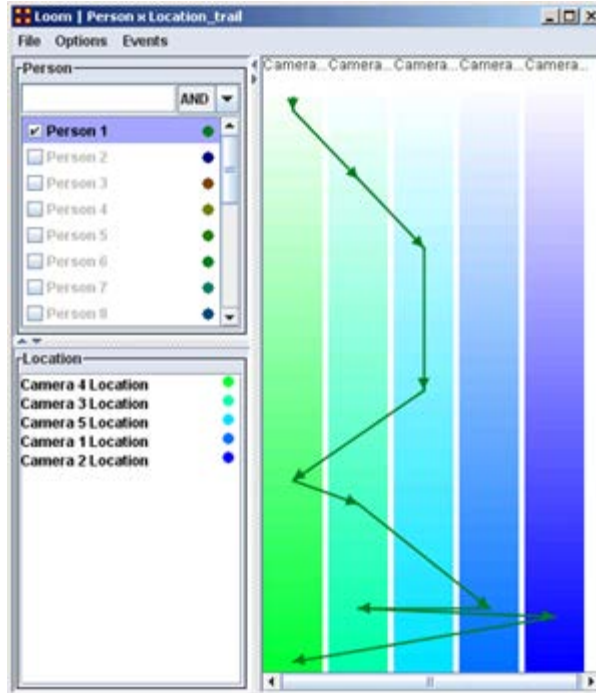 Loom | Person x Location_trail
File Options Events
Person
AND
Person 1
Person 2
Person 3
Person 4
Person 5
Person 6
Person 7
Person 8
Location
Camera 4 Location
Camera 3 Location
Camera 5 Location
Camera 1 Location
Camera 2 Location
Camera... Camera... Camera... Camera... Camera...